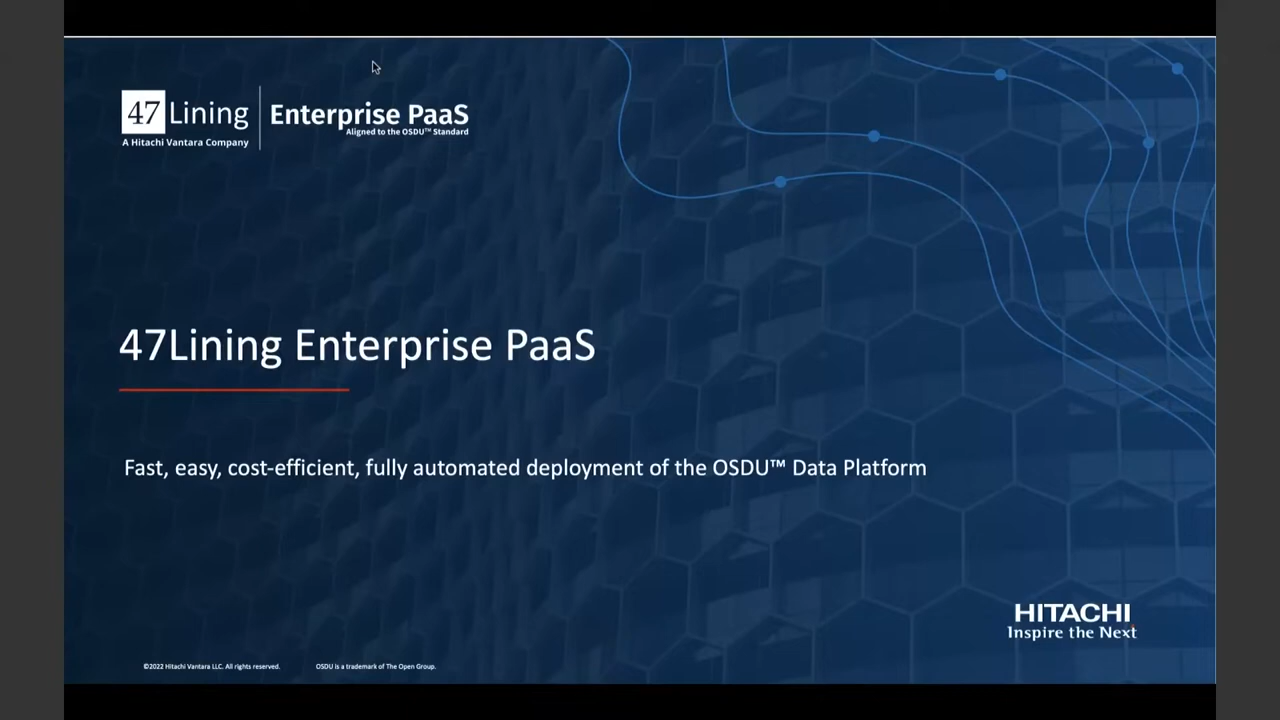 47 Lining
A Hitachi Vantara Company
Enterprise PaaS
Aligned to the OSDU™ Standard
47Lining Enterprise PaaS
Fast, easy, cost-efficient, fully automated deployment of the OSDU™ Data Platform
HITACHI
Inspire the Next
©2022 Hitachi Vantara LLC. All rights reserved.
OSDU is a trademark of The Open Group.